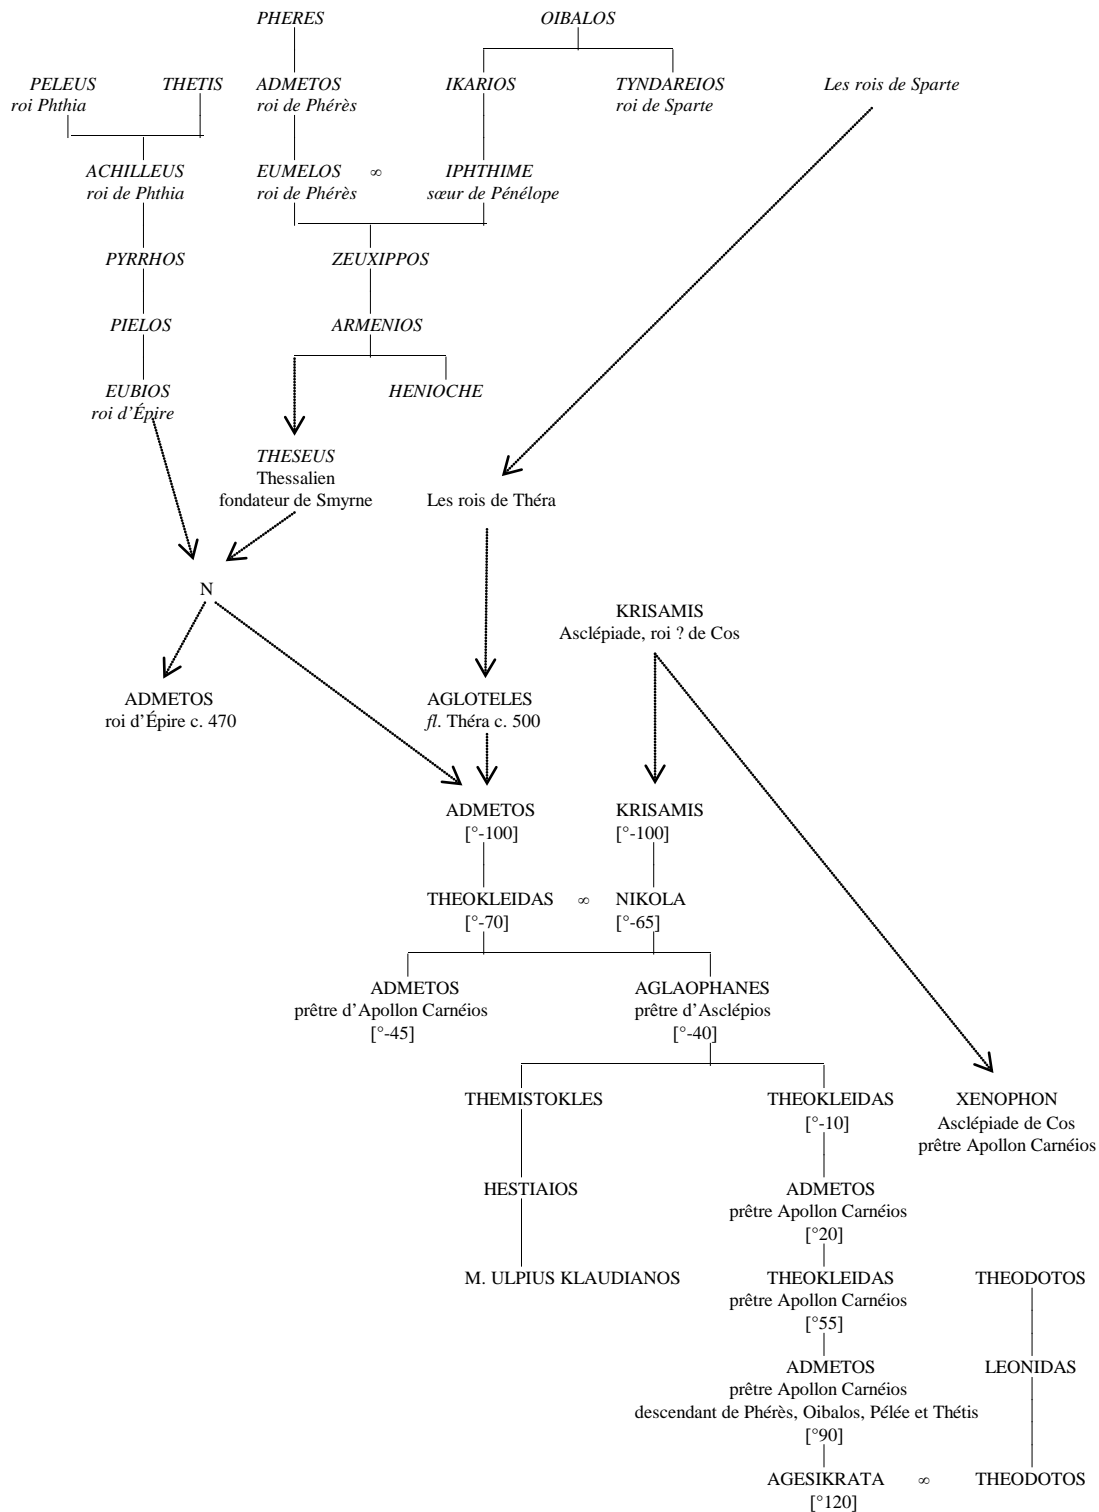 PHERES OIBALOS
PELEUS THETIS ADMETOS IKARIOS TYNDAREIOS Les rois de Sparte
roi Phthia roi de Phérès roi de Sparte
ACHILLEUS EUMELOS ∞ IPHTHIME
roi de Phthia roi de Phérès sœur de Pénélope
PYRRHOS ZEUXIPPOS
PIELOS ARMENIOS
EUBIOS HENIOCHE
roi d'Épire
THESEUS
Thessalien
fondateur de Smyrne Les rois de Théra
N
KRISAMIS
Asclépiade, roi ? de Cos
ADMETOS AGLOTELES
roi d'Épire c. 470 fl. Théra c. 500
ADMETOS KRISAMIS
[°-100] [°-100]
THEOKLEIDAS ∞ NIKOLA
[°-70] [°-65]
ADMETOS AGLAOPHANES
prêtre d'Apollon Carnéios prêtre d'Asclépios
[°-45] [°-40]
THEMISTOKLES THEOKLEIDAS XENOPHON
[°-10] Asclépiade de Cos
prêtre Apollon Carnéios
HESTIAIOS ADMETOS
prêtre Apollon Carnéios
[°20]
M. ULPIUS KLAUDIANOS THEOKLEIDAS THEODOTOS
prêtre Apollon Carnéios
[°55]
ADMETOS LEONIDAS
prêtre Apollon Carnéios
descendant de Phérès, Oibalos, Pélée et Thétis
[°90]
AGESIKRATA ∞ THEODOTOS
[°120]